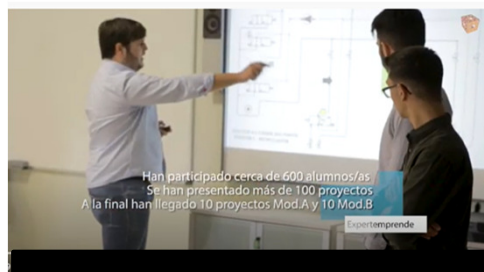 Han participado cerca de 600 alumnos/as
Se han presentado más de 100 proyectos
A la final han llegado 10 proyectos Mod.A y 10 Mod.B
Expertemprende